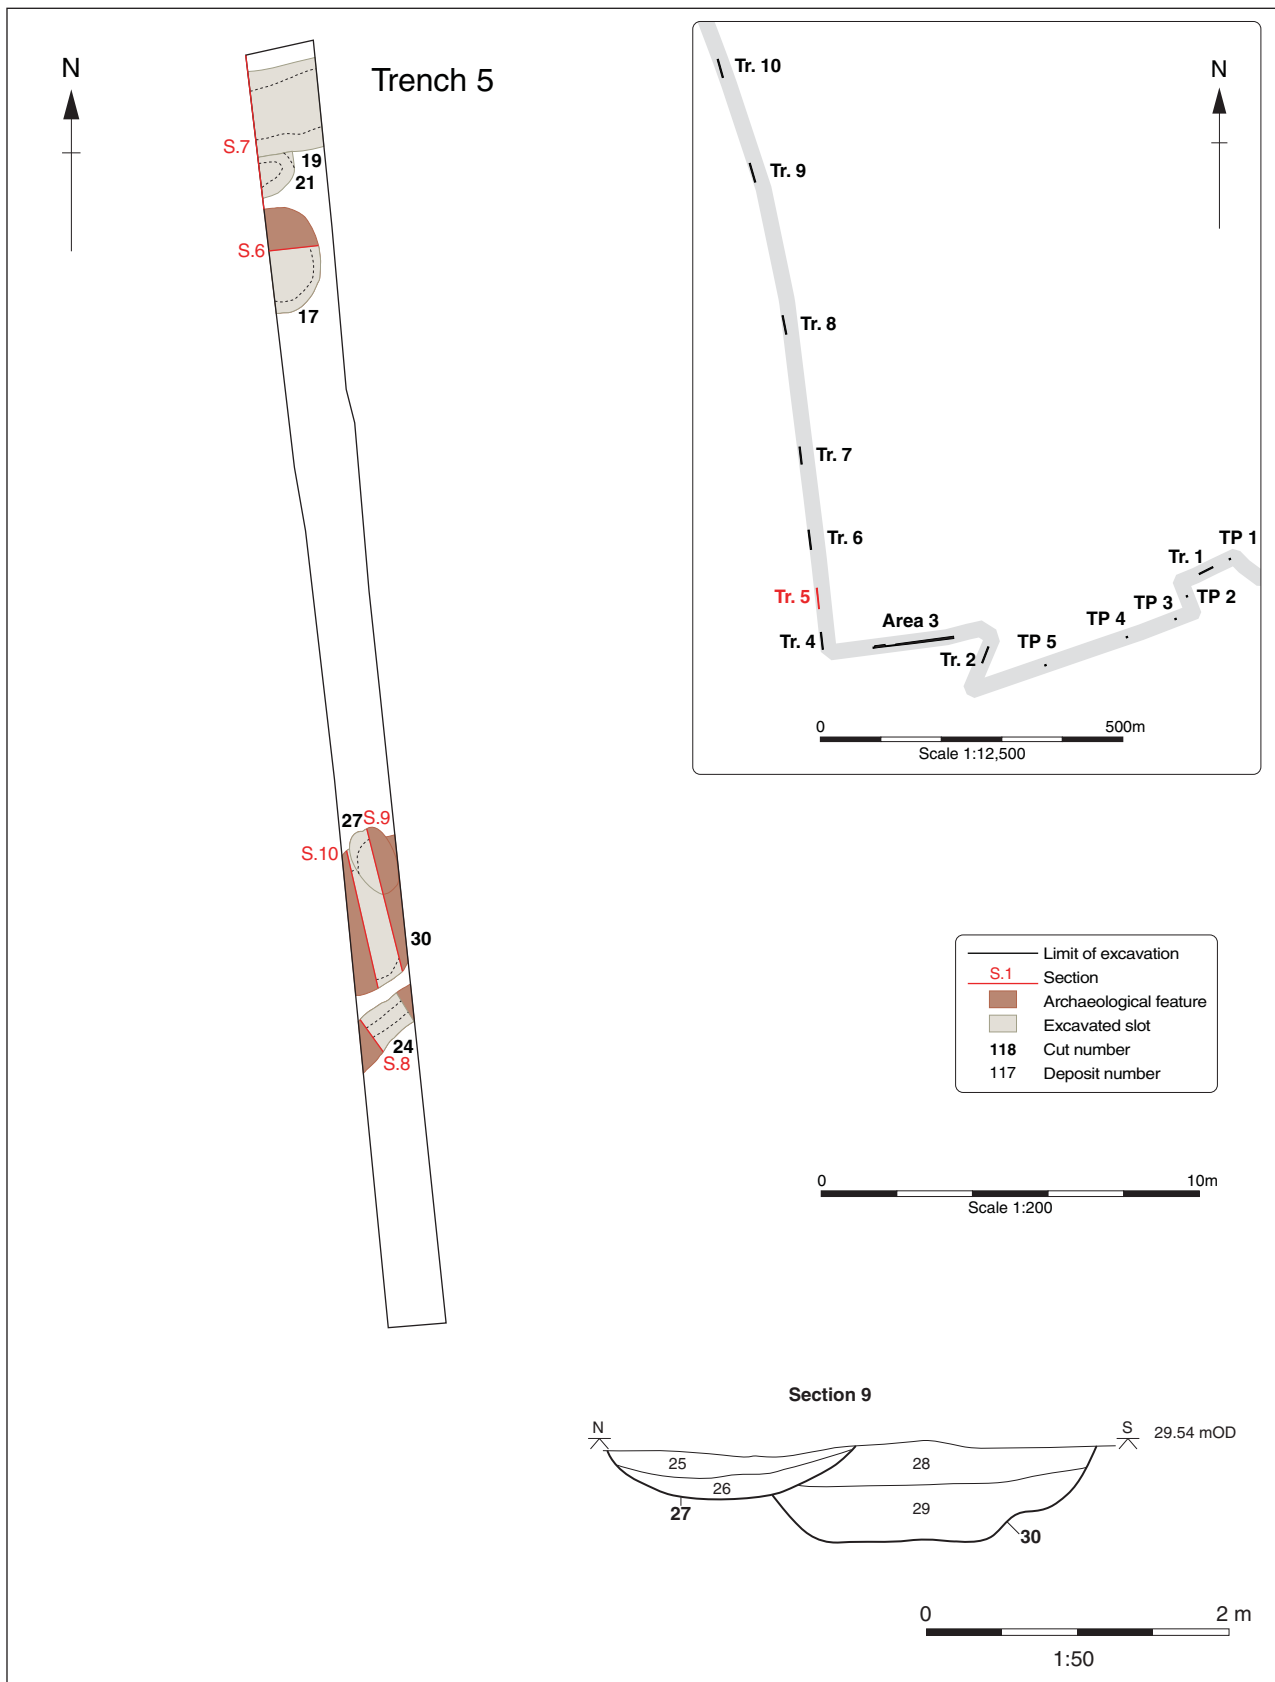 N
Trench 5
S.7
19
21
S.6
17
27
S.9
S.10
30
24
S.8
N
Tr. 10
Tr. 9
Tr. 8
Tr. 7
Tr. 6
Tr. 5
Tr. 4
Area 3
Tr. 2
TP 5
TP 4
TP 3
TP 2
Tr. 1
TP 1
0 500m
Scale 1:12,500
Limit of excavation
S.1 Section
Archaeological feature
Excavated slot
118 Cut number
117 Deposit number
0 10m
Scale 1:200
Section 9
N S 29.54 mOD
25 28
26 29
27 30
0 2 m
1:50